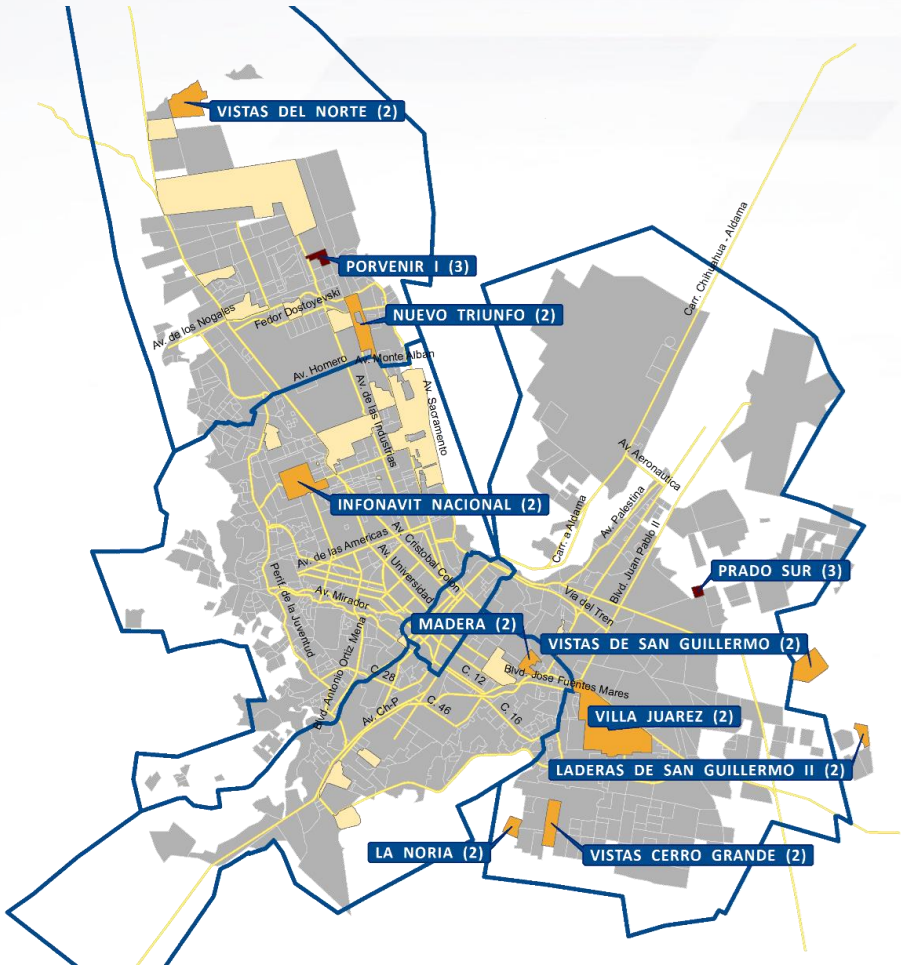 VISTAS DEL NORTE (2)
Carr. Chihuahua - Aldama
PORVENIR I (3)
Fedor Dostoyevski
NUEVO TRIUNFO (2)
Av. de los Nogales
Av. Homero
Av. Monte Alban
Av. de las Industrias
Av. Sacramento
Av. Aeronautica
INFONAVIT NACIONAL (2)
Av. Palestina
Carr. a Aldama
Blvd. Juan Pablo II
Av. de las Americas
Av. Cristobal Colon
Av. Universidad
PRADO SUR (3)
Perif. de la Juventud
Av. Mirador
Via del Tren
MADERA (2)
VISTAS DE SAN GUILLERMO (2)
Blvd. Antonio Ortiz Mena
C. 28
C. 12
Blvd. Jose Fuentes Mares
Av. Ch-P
C. 46
C. 16
VILLA JUAREZ (2)
LADERAS DE SAN GUILLERMO II (2)
LA NORIA (2)
VISTAS CERRO GRANDE (2)